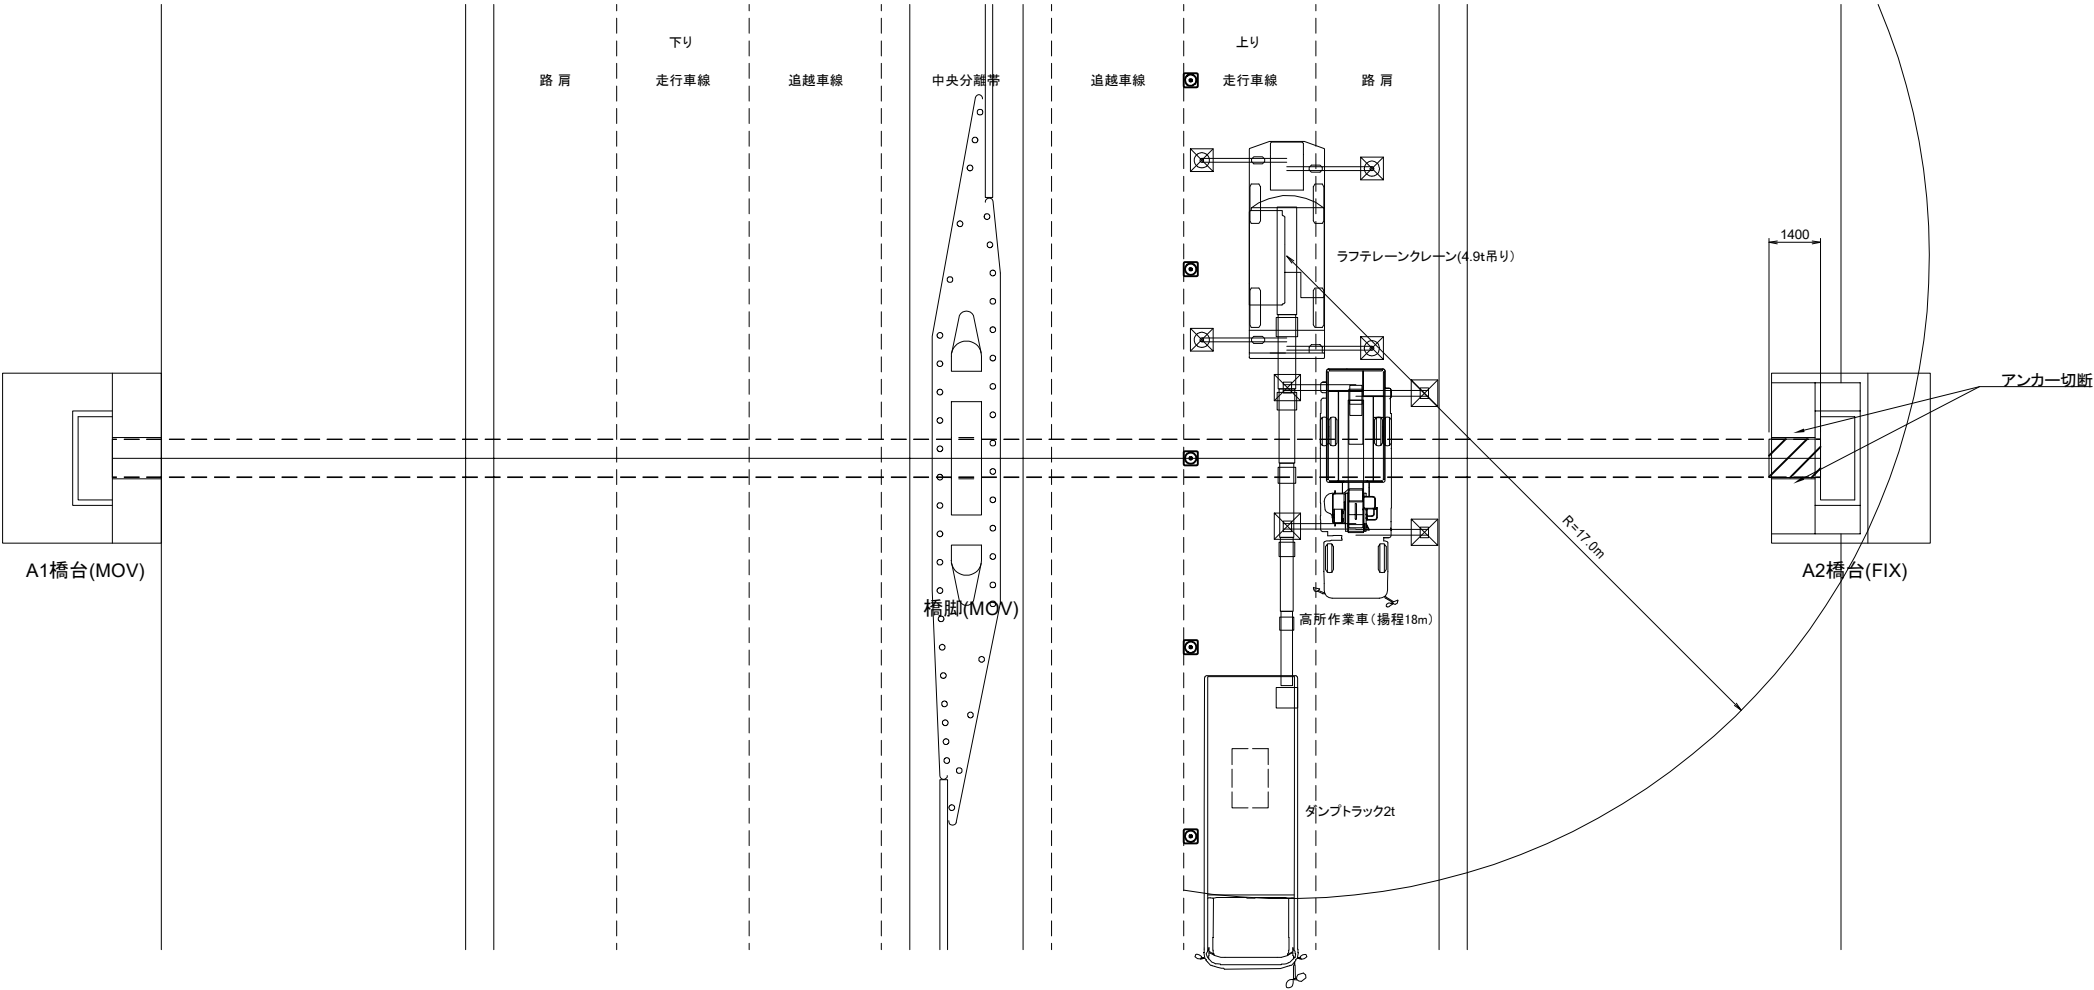 下り
上り
路 肩
走行車線
追越車線
中央分離帯
追越車線
走行車線
路 肩
1400
ラフテレーンクレーン(4.9t吊り)
アンカー切断
R=17.0m
A1橋台(MOV)
A2橋台(FIX)
橋脚(MOV)
高所作業車(揚程18m)
ダンプトラック2t